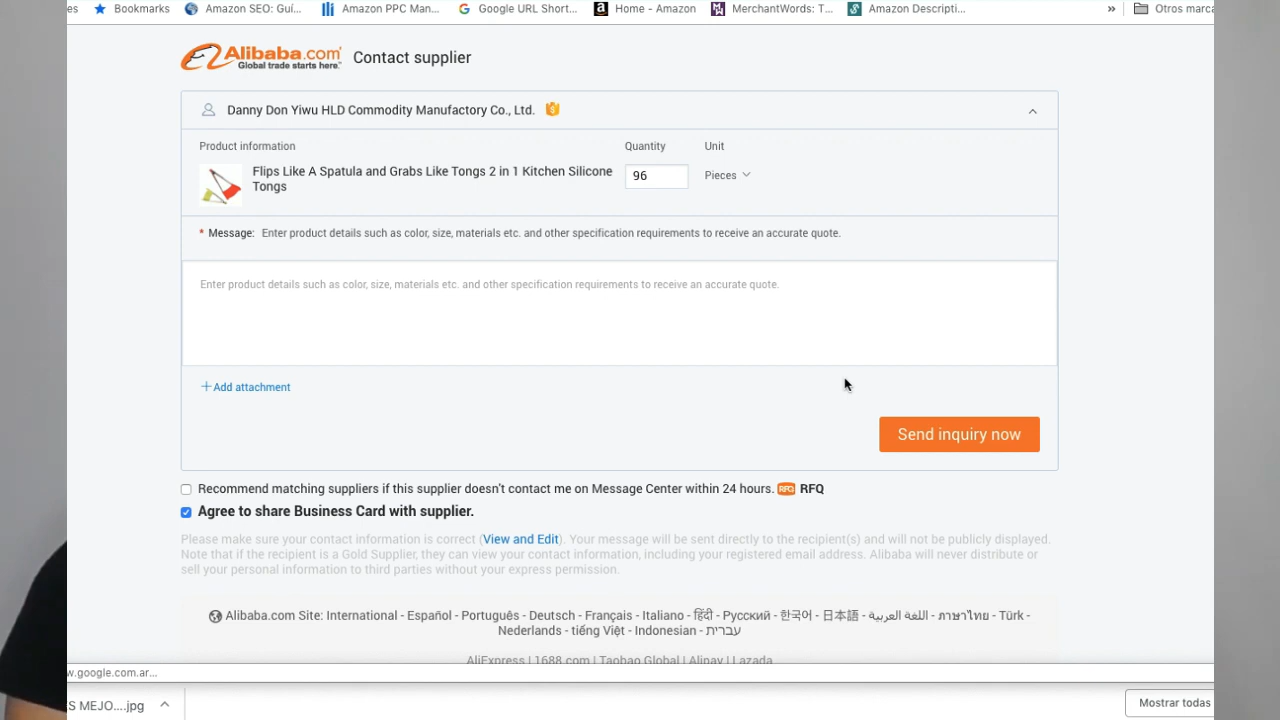 es Bookmarks Amazon SEO: Guí... Amazon PPC Man... Google URL Short... Home - Amazon MerchantWords: T... Amazon Descripti... » Otros marca
Alibaba.com Contact supplier
Global trade starts here.™
Danny Don Yiwu HLD Commodity Manufactory Co., Ltd.
Product information Quantity Unit
Flips Like A Spatula and Grabs Like Tongs 2 in 1 Kitchen Silicone
Tongs
96 Pieces
* Message: Enter product details such as color, size, materials etc. and other specification requirements to receive an accurate quote.
Enter product details such as color, size, materials etc. and other specification requirements to receive an accurate quote.
+Add attachment
Send inquiry now
Recommend matching suppliers if this supplier doesn't contact me on Message Center within 24 hours. RFQ RFQ
Agree to share Business Card with supplier.
Please make sure your contact information is correct (View and Edit). Your message will be sent directly to the recipient(s) and will not be publicly displayed.
Note that if the recipient is a Gold Supplier, they can view your contact information, including your registered email address. Alibaba will never distribute or
sell your personal information to third parties without your express permission.
Alibaba.com Site: International - Español - Português - Deutsch - Français - Italiano - हिंदी - Русский - 한국어 - 日本語 - اللغة العربية - ภาษาไทย - Türk -
Nederlands - tiếng Việt - Indonesian - עברית
AliExpress | 1688.com | Taobao Global | Alipay | Lazada
w.google.com.ar...
S MEJO....jpg Mostrar todas